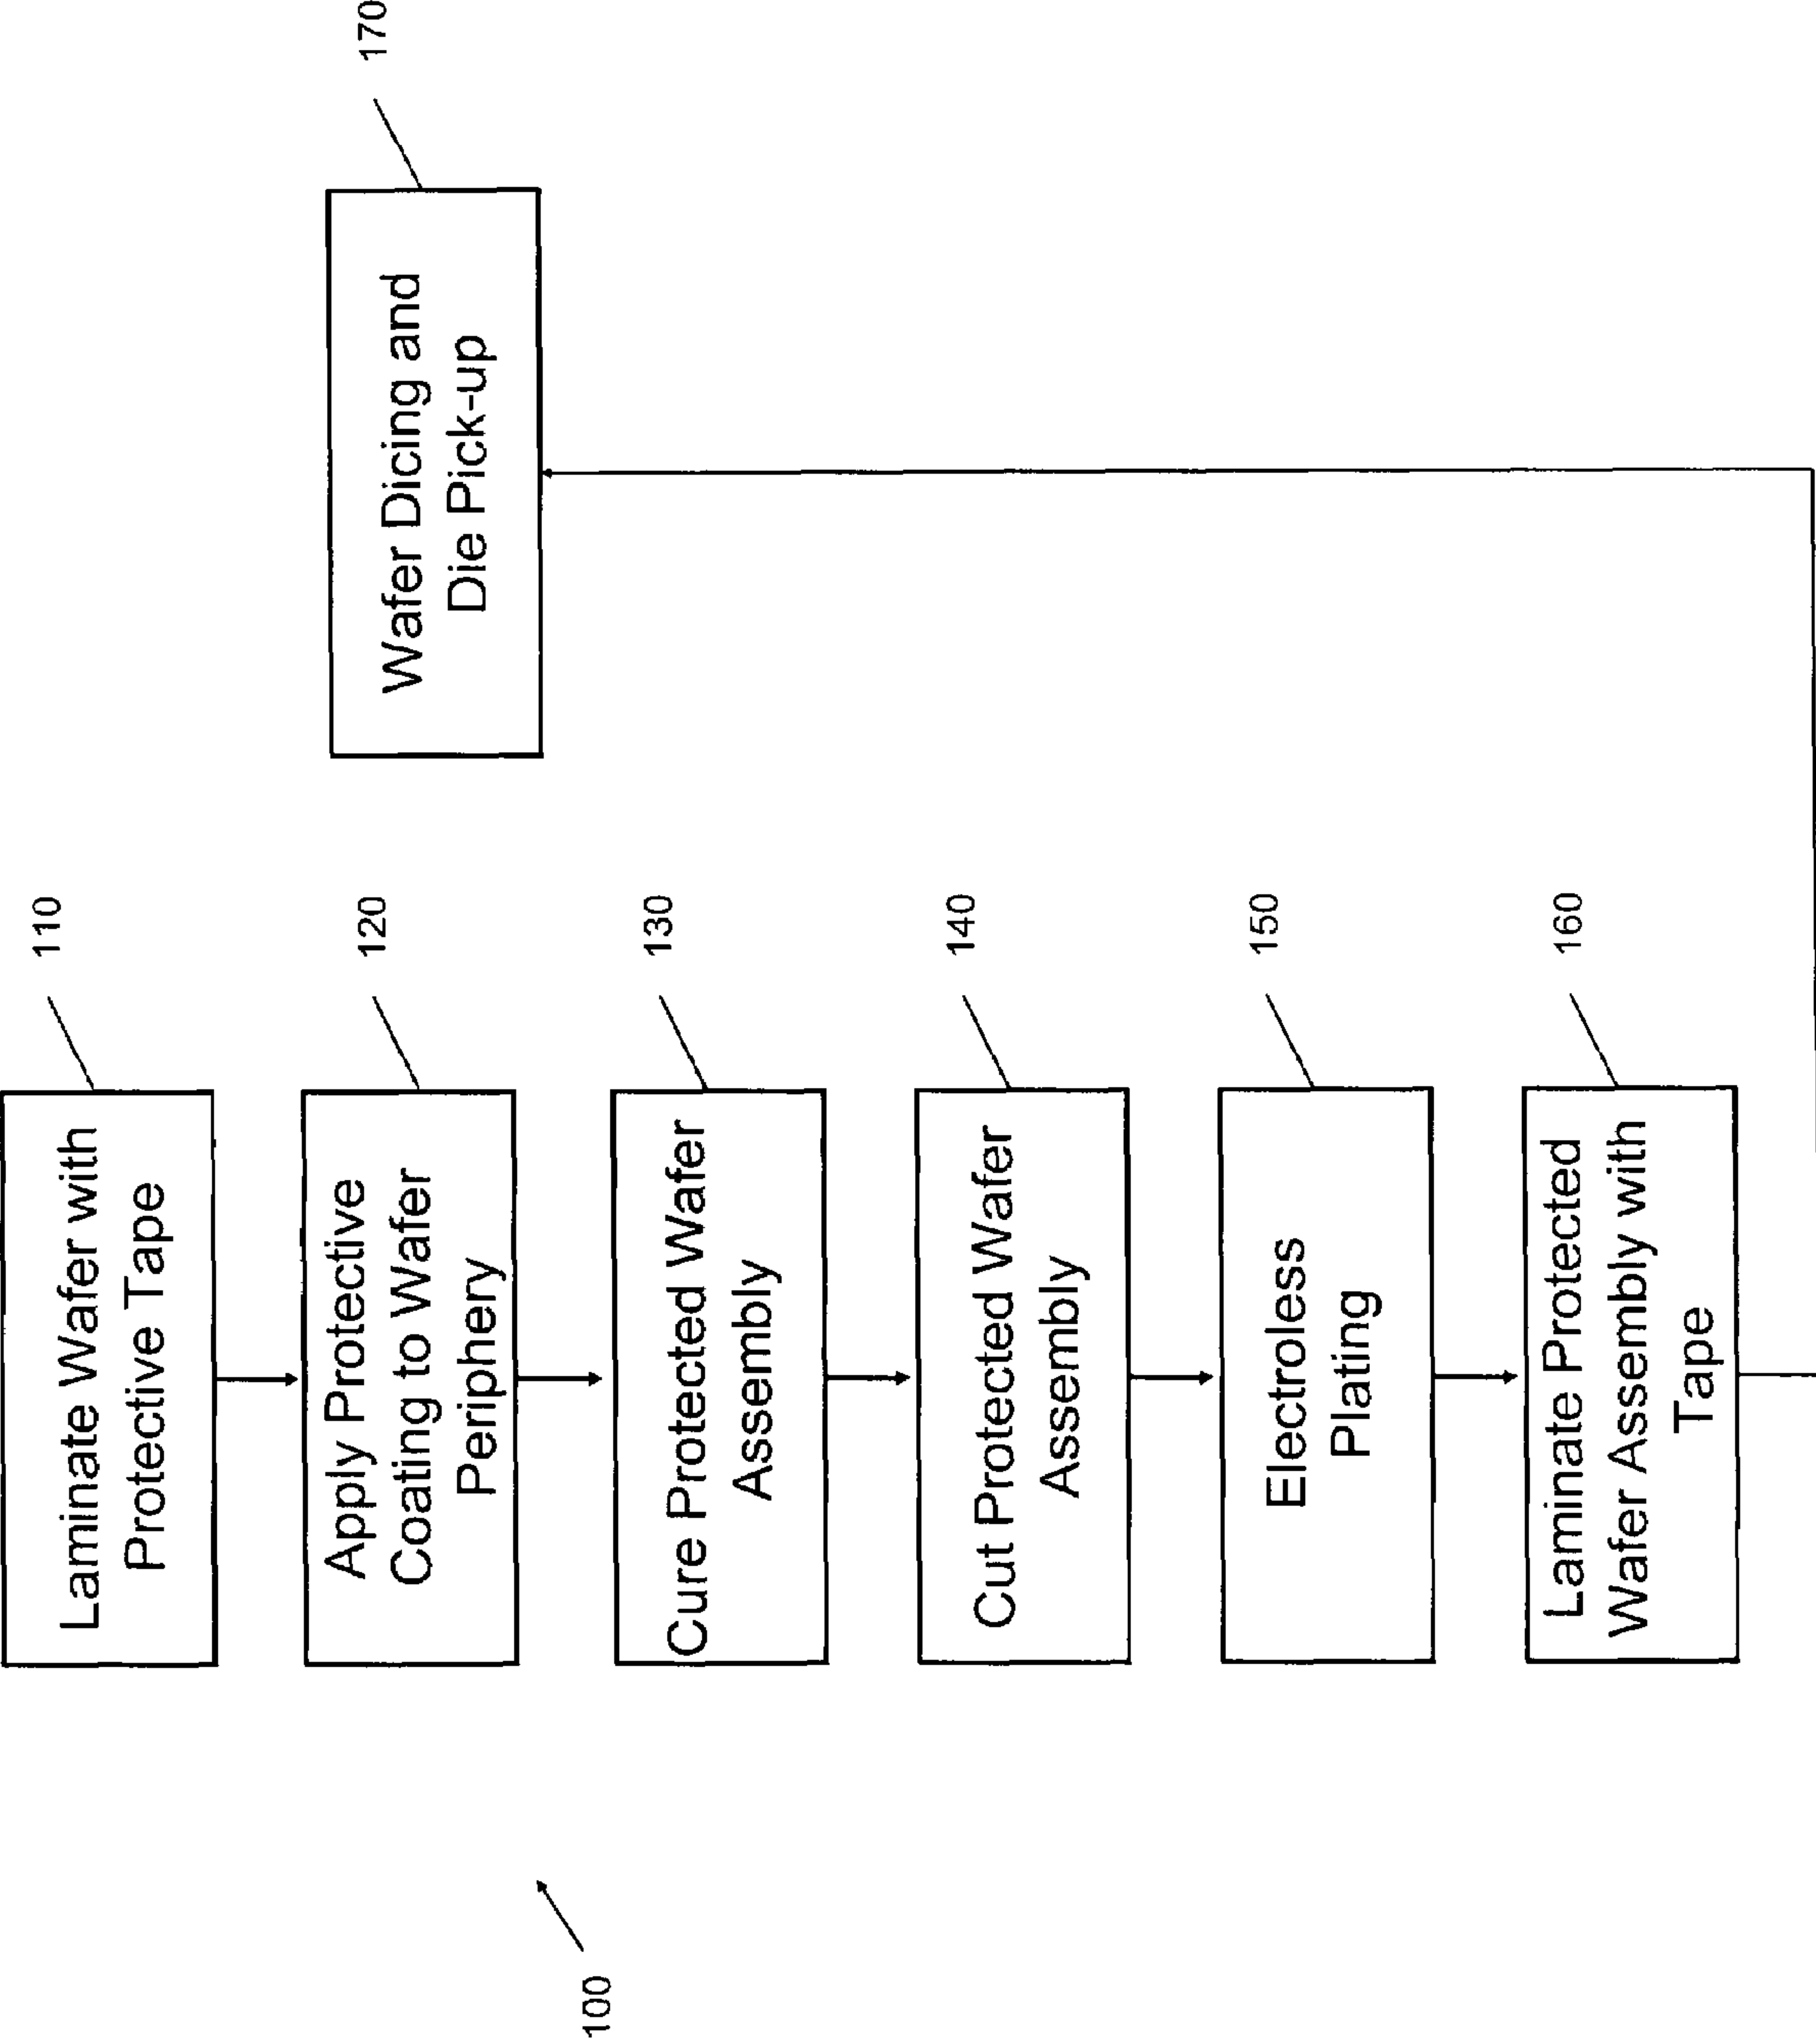 100
110
Laminate Wafer with
Protective Tape
120
Apply Protective
Coating to Wafer
Periphery
130
Cure Protected Wafer
Assembly
140
Cut Protected Wafer
Assembly
150
Electroless
Plating
160
Laminate Protected
Wafer Assembly with
Tape
170
Wafer Dicing and
Die Pick-up